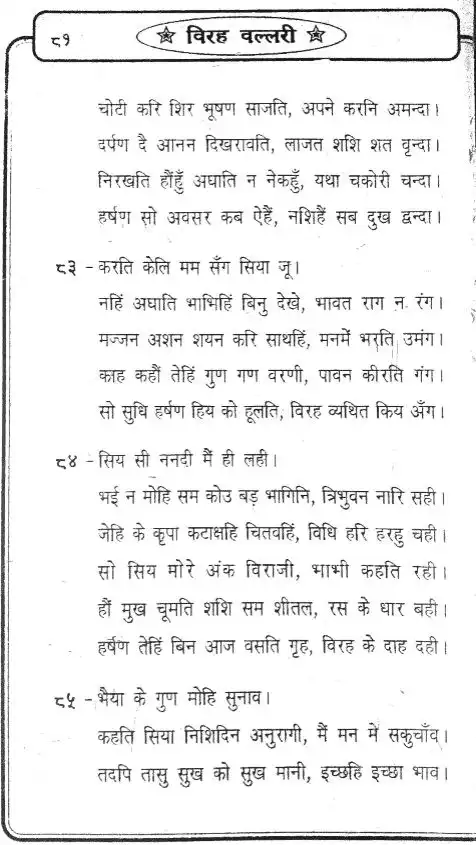 ८१
☆ विरह वल्लरी ☆
चोटी करि शिर भूषण साजति, अपने करनि अमन्दा।
दर्पण दै आनन दिखरावति, लाजत शशि शत वृन्दा।
निरखति हौंहुँ अघाति न नेकहुँ, यथा चकोरी चन्दा।
हर्षण सो अवसर कब ऐहैं, नशिहैं सब दुख द्वन्दा।
८३ - करति केलि मम सँग सिया जू।
नहिं अघाति भाभिहिं बिनु देखे, भावत राग न रंग।
मज्जन अशन शयन करि साथहिं, मनमें भरति उमंग।
काह कहौं तेहिं गुण गण वरणी, पावन कीरति गंग।
सो सुधि हर्षण हिय को हूलति, विरह व्यथित किय अँग।
८४ - सिय सी ननदी मैं ही लही।
भई न मोहि सम कोउ बड़ भागिनि, त्रिभुवन नारि सही।
जेहि के कृपा कटाक्षहि चितवहिं, विधि हरि हरहु चही।
सो सिय मोरे अंक विराजी, भाभी कहति रही।
हौं मुख चूमति शशि सम शीतल, रस के धार बही।
हर्षण तेहिं बिन आज वसति गृह, विरह के दाह दही।
८५ - भैया के गुण मोहि सुनाव।
कहति सिया निशिदिन अनुरागी, मैं मन में सकुचाँव।
तदपि तासु सुख को सुख मानी, इच्छहि इच्छा भाव।